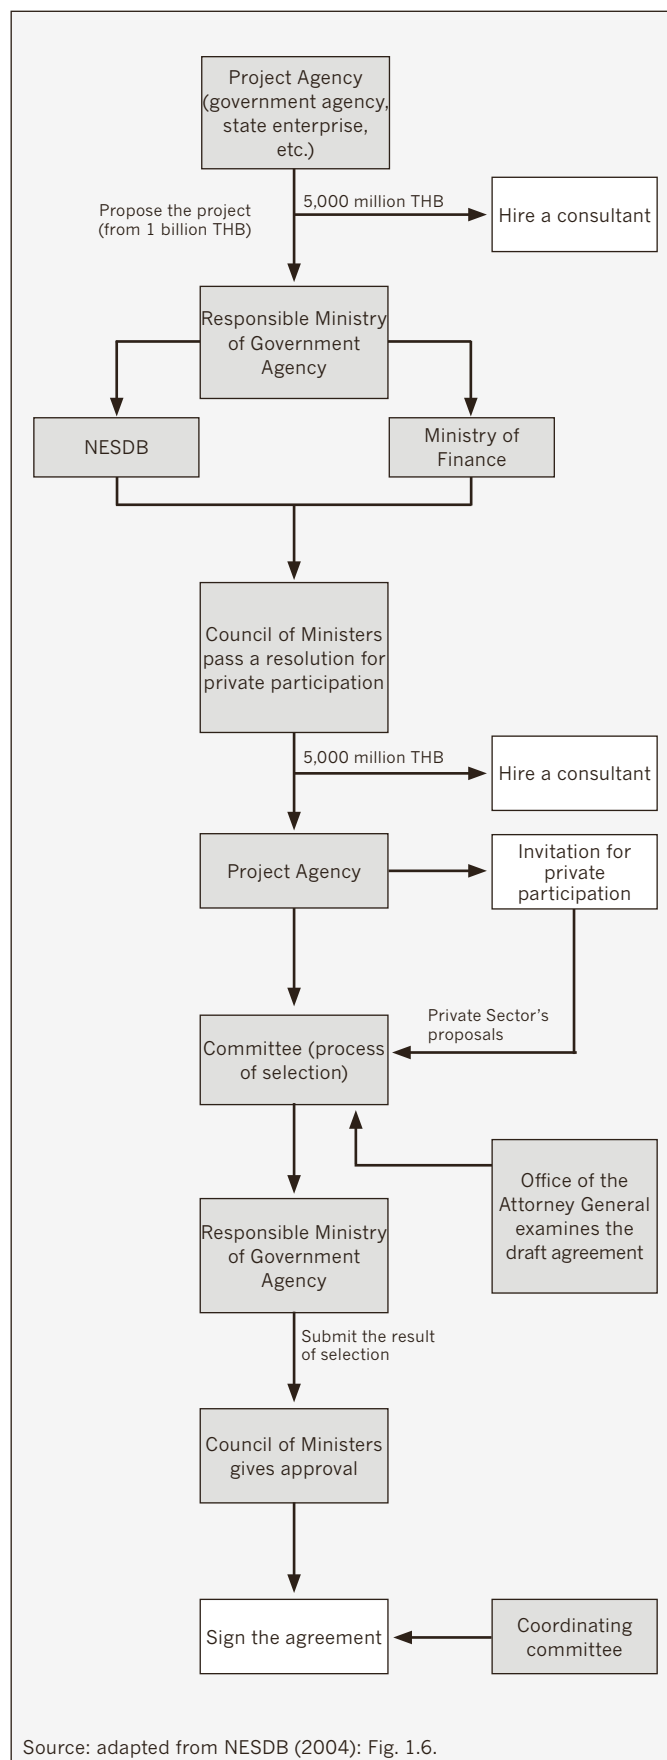 Project Agency
(government agency,
state enterprise,
etc.)
Propose the project
(from 1 billion THB)
5,000 million THB
Hire a consultant
Responsible Ministry
of Government
Agency
NESDB
Ministry of
Finance
Council of Ministers
pass a resolution for
private participation
5,000 million THB
Hire a consultant
Project Agency
Invitation for
private
participation
Private Sector's
proposals
Committee (process
of selection)
Office of the
Attorney General
examines the
draft agreement
Responsible Ministry
of Government
Agency
Submit the result
of selection
Council of Ministers
gives approval
Sign the agreement
Coordinating
committee
Source: adapted from NESDB (2004): Fig. 1.6.